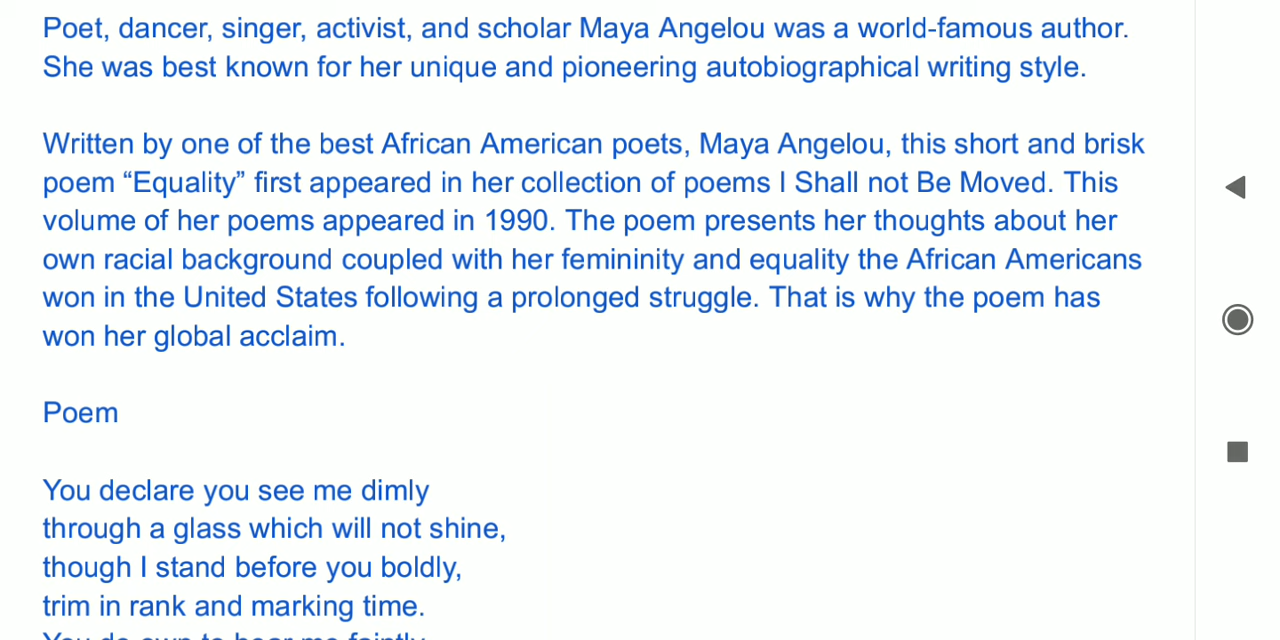 Poet, dancer, singer, activist, and scholar Maya Angelou was a world-famous author.
She was best known for her unique and pioneering autobiographical writing style.
Written by one of the best African American poets, Maya Angelou, this short and brisk
poem “Equality” first appeared in her collection of poems I Shall not Be Moved. This
volume of her poems appeared in 1990. The poem presents her thoughts about her
own racial background coupled with her femininity and equality the African Americans
won in the United States following a prolonged struggle. That is why the poem has
won her global acclaim.
Poem
You declare you see me dimly
through a glass which will not shine,
though I stand before you boldly,
trim in rank and marking time.